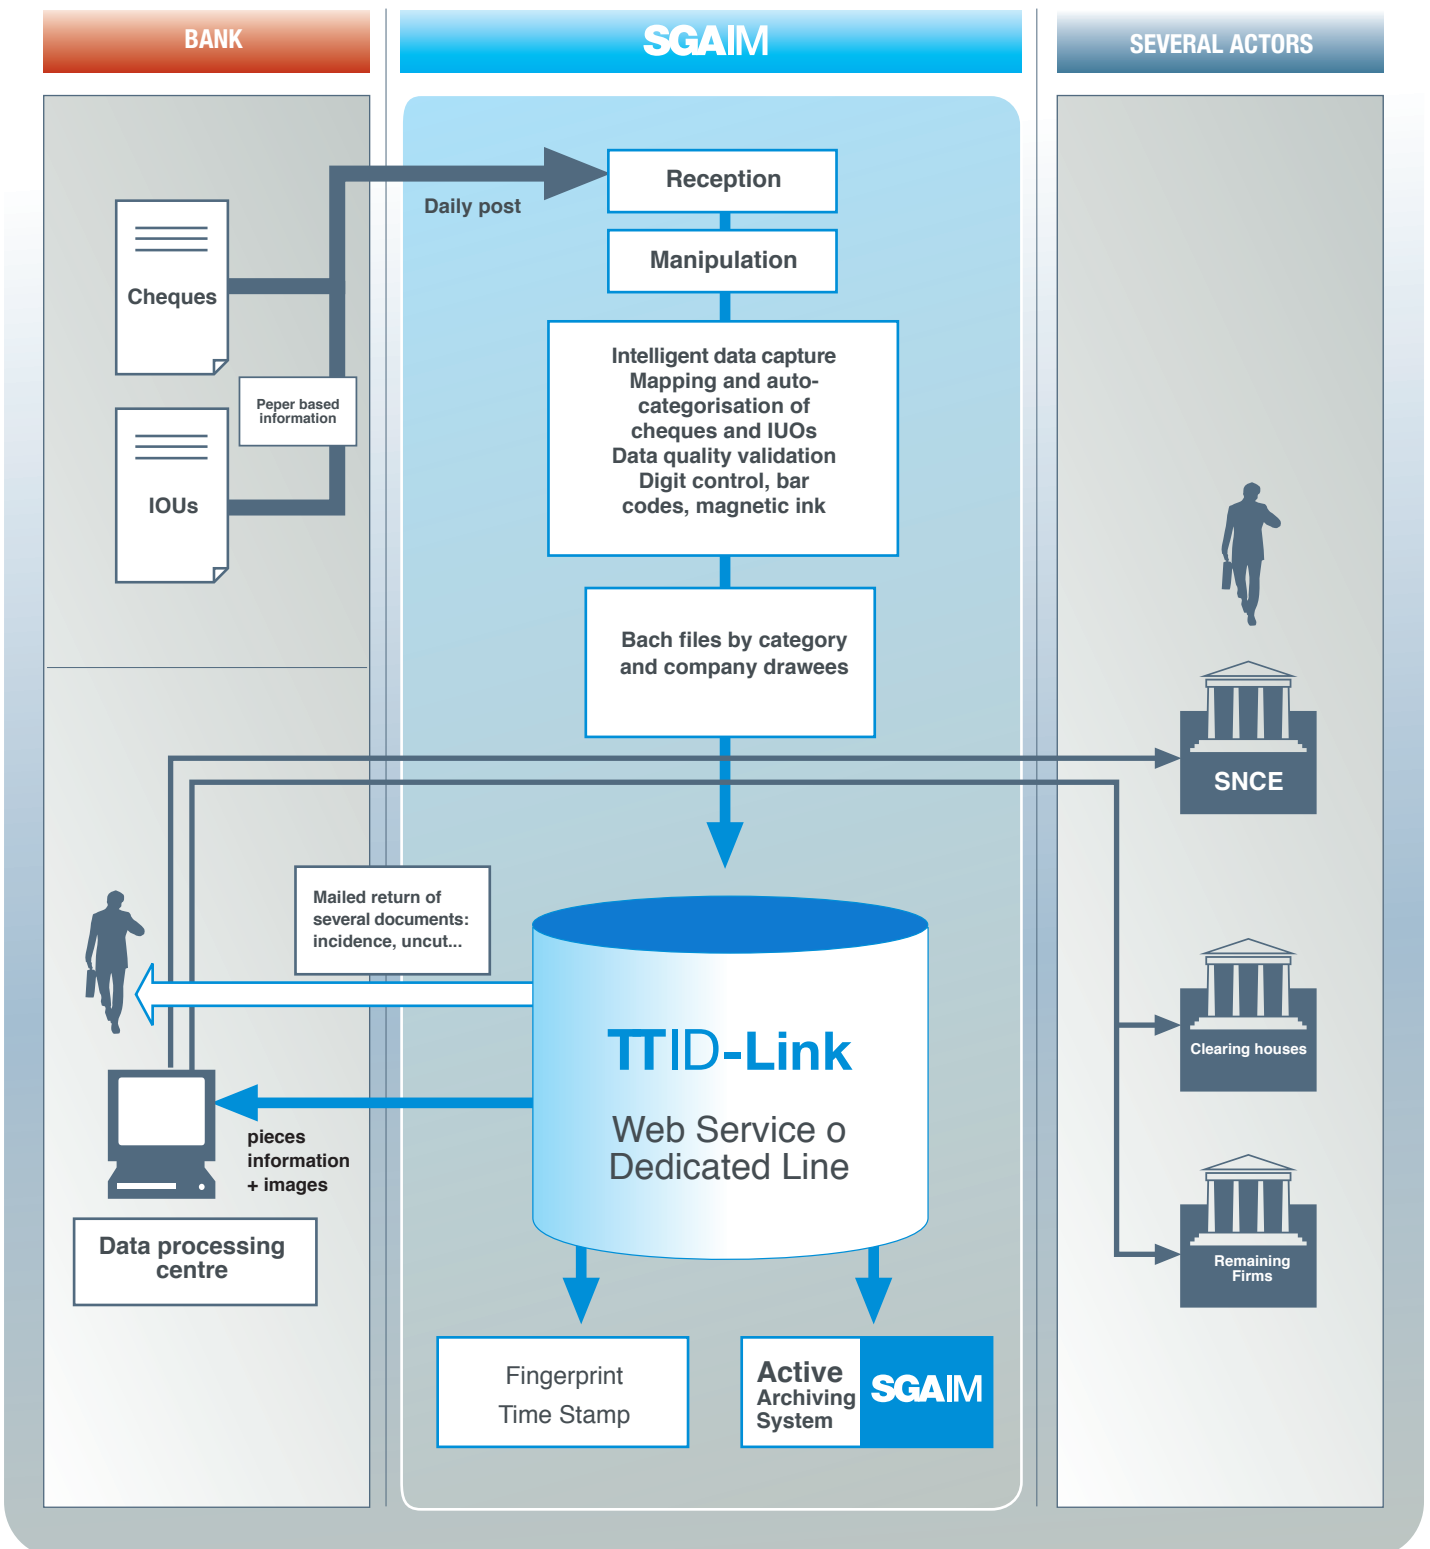 BANK
SGAIM
SEVERAL ACTORS
Reception
Daily post
Manipulation
Cheques
Intelligent data capture
Mapping and auto-
categorisation of
cheques and IUOs
Data quality validation
Digit control, bar
codes, magnetic ink
Peper based
information
IOUs
Bach files by category
and company drawees
SNCE
Mailed return of
several documents:
incidence, uncut...
TTID-Link
Web Service o
Dedicated Line
Clearing houses
pieces
information
+ images
Data processing
centre
Remaining
Firms
Fingerprint
Time Stamp
Active
Archiving
System
SGAIM